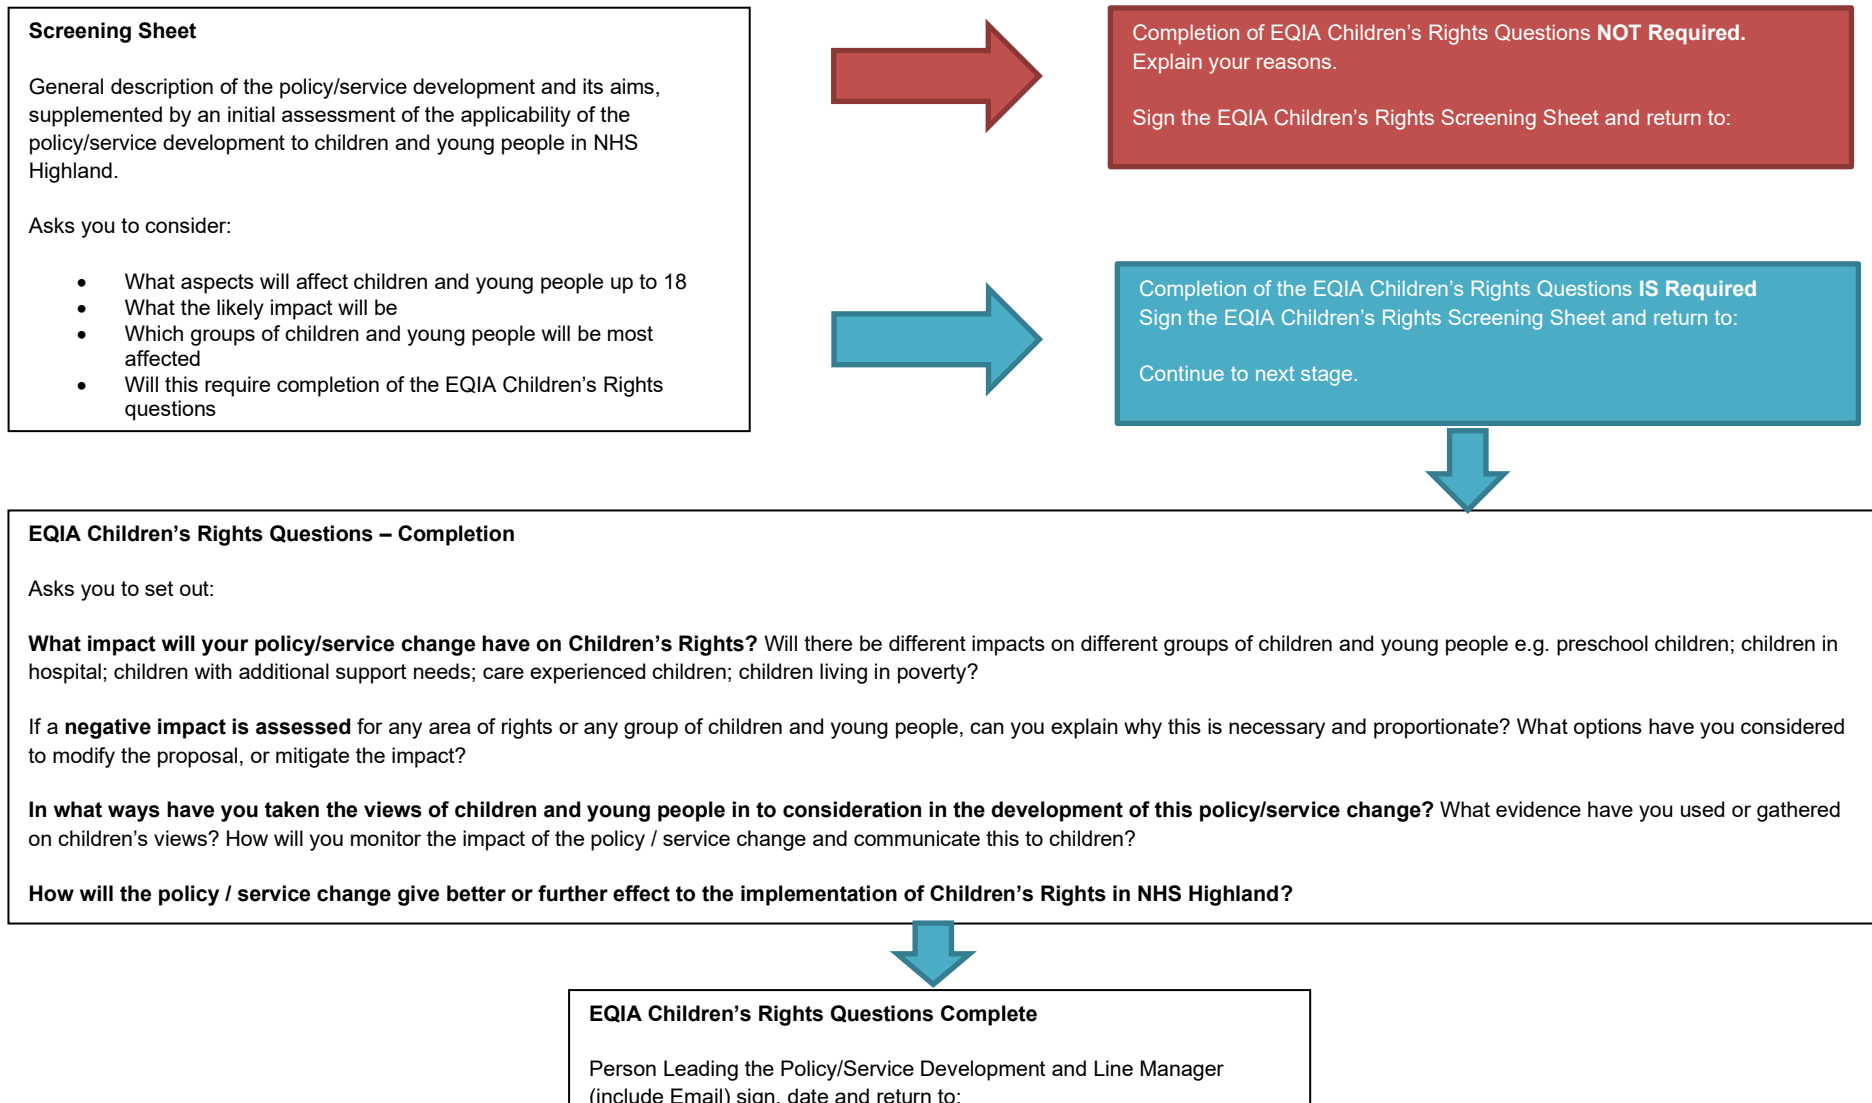 Screening Sheet
General description of the policy/service development and its aims,
supplemented by an initial assessment of the applicability of the
policy/service development to children and young people in NHS
Highland.
Asks you to consider:
• What aspects will affect children and young people up to 18
• What the likely impact will be
• Which groups of children and young people will be most
affected
• Will this require completion of the EQIA Children’s Rights
questions
Completion of EQIA Children’s Rights Questions NOT Required.
Explain your reasons.
Sign the EQIA Children’s Rights Screening Sheet and return to:
Completion of the EQIA Children’s Rights Questions IS Required
Sign the EQIA Children’s Rights Screening Sheet and return to:
Continue to next stage.
EQIA Children’s Rights Questions – Completion
Asks you to set out:
What impact will your policy/service change have on Children’s Rights? Will there be different impacts on different groups of children and young people e.g. preschool children; children in
hospital; children with additional support needs; care experienced children; children living in poverty?
If a negative impact is assessed for any area of rights or any group of children and young people, can you explain why this is necessary and proportionate? What options have you considered
to modify the proposal, or mitigate the impact?
In what ways have you taken the views of children and young people in to consideration in the development of this policy/service change? What evidence have you used or gathered
on children’s views? How will you monitor the impact of the policy / service change and communicate this to children?
How will the policy / service change give better or further effect to the implementation of Children’s Rights in NHS Highland?
EQIA Children’s Rights Questions Complete
Person Leading the Policy/Service Development and Line Manager
(include Email) sign, date and return to: